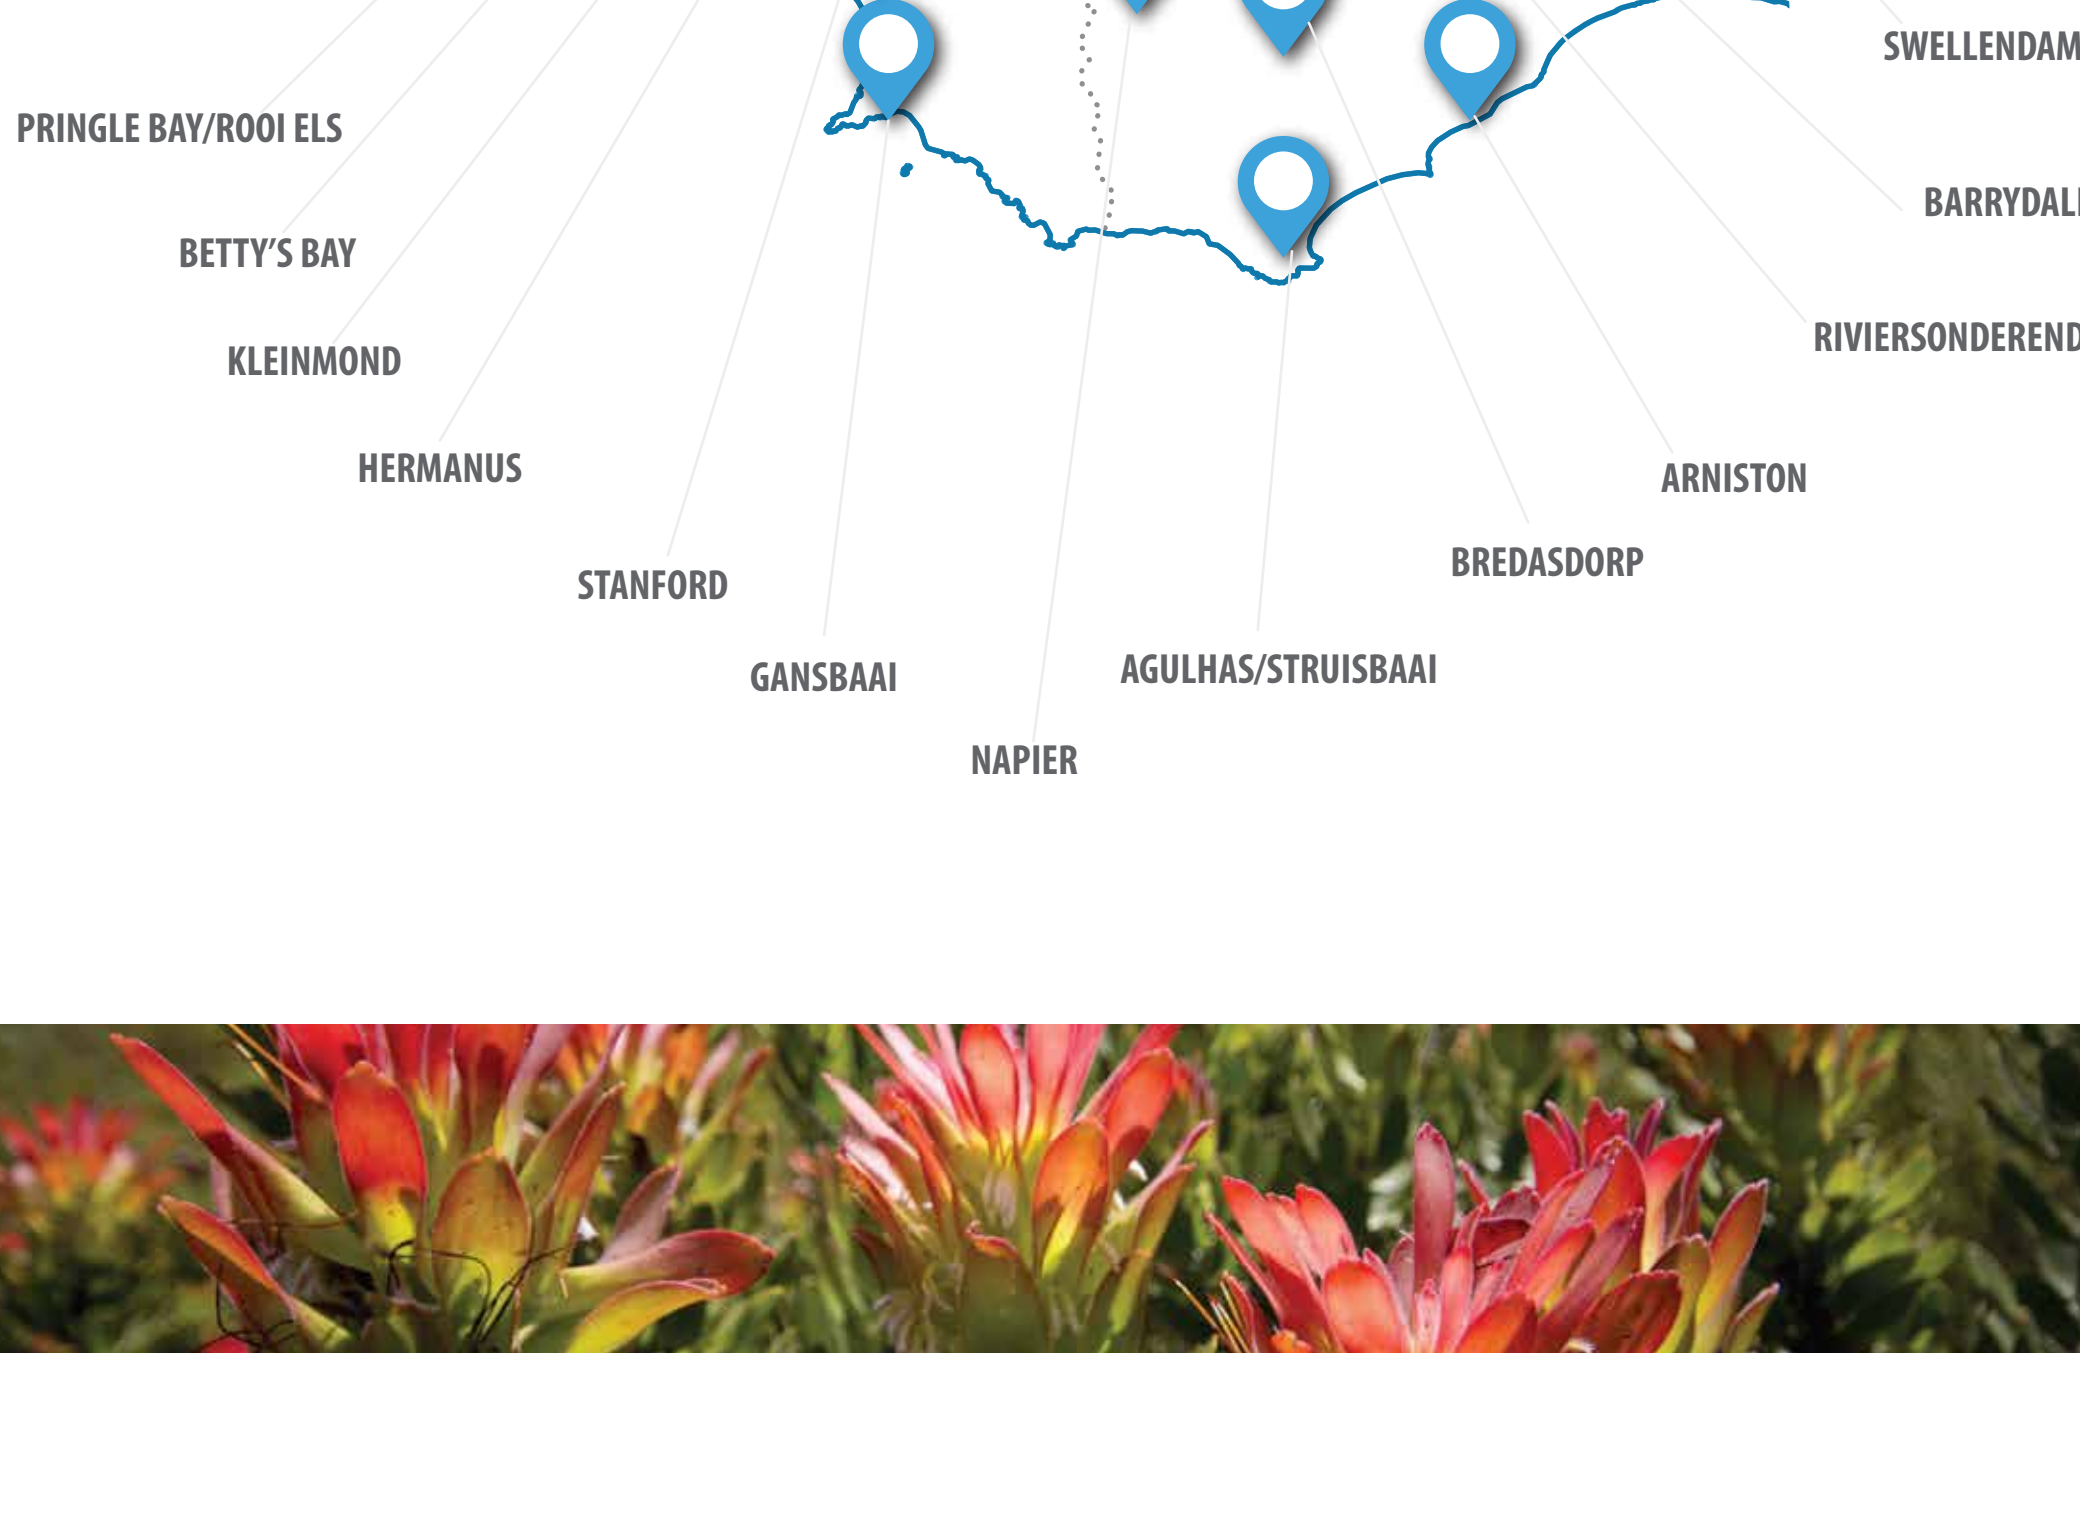 SWELLENDAM
PRINGLE BAY/ROOI ELS
BARRYDAL
BETTY’S BAY
RIVIERSONDEREND
KLEINMOND
HERMANUS
ARNISTON
BREDASDORP
STANFORD
AGULHAS/STRUISBAAI
GANSBAAI
NAPIER